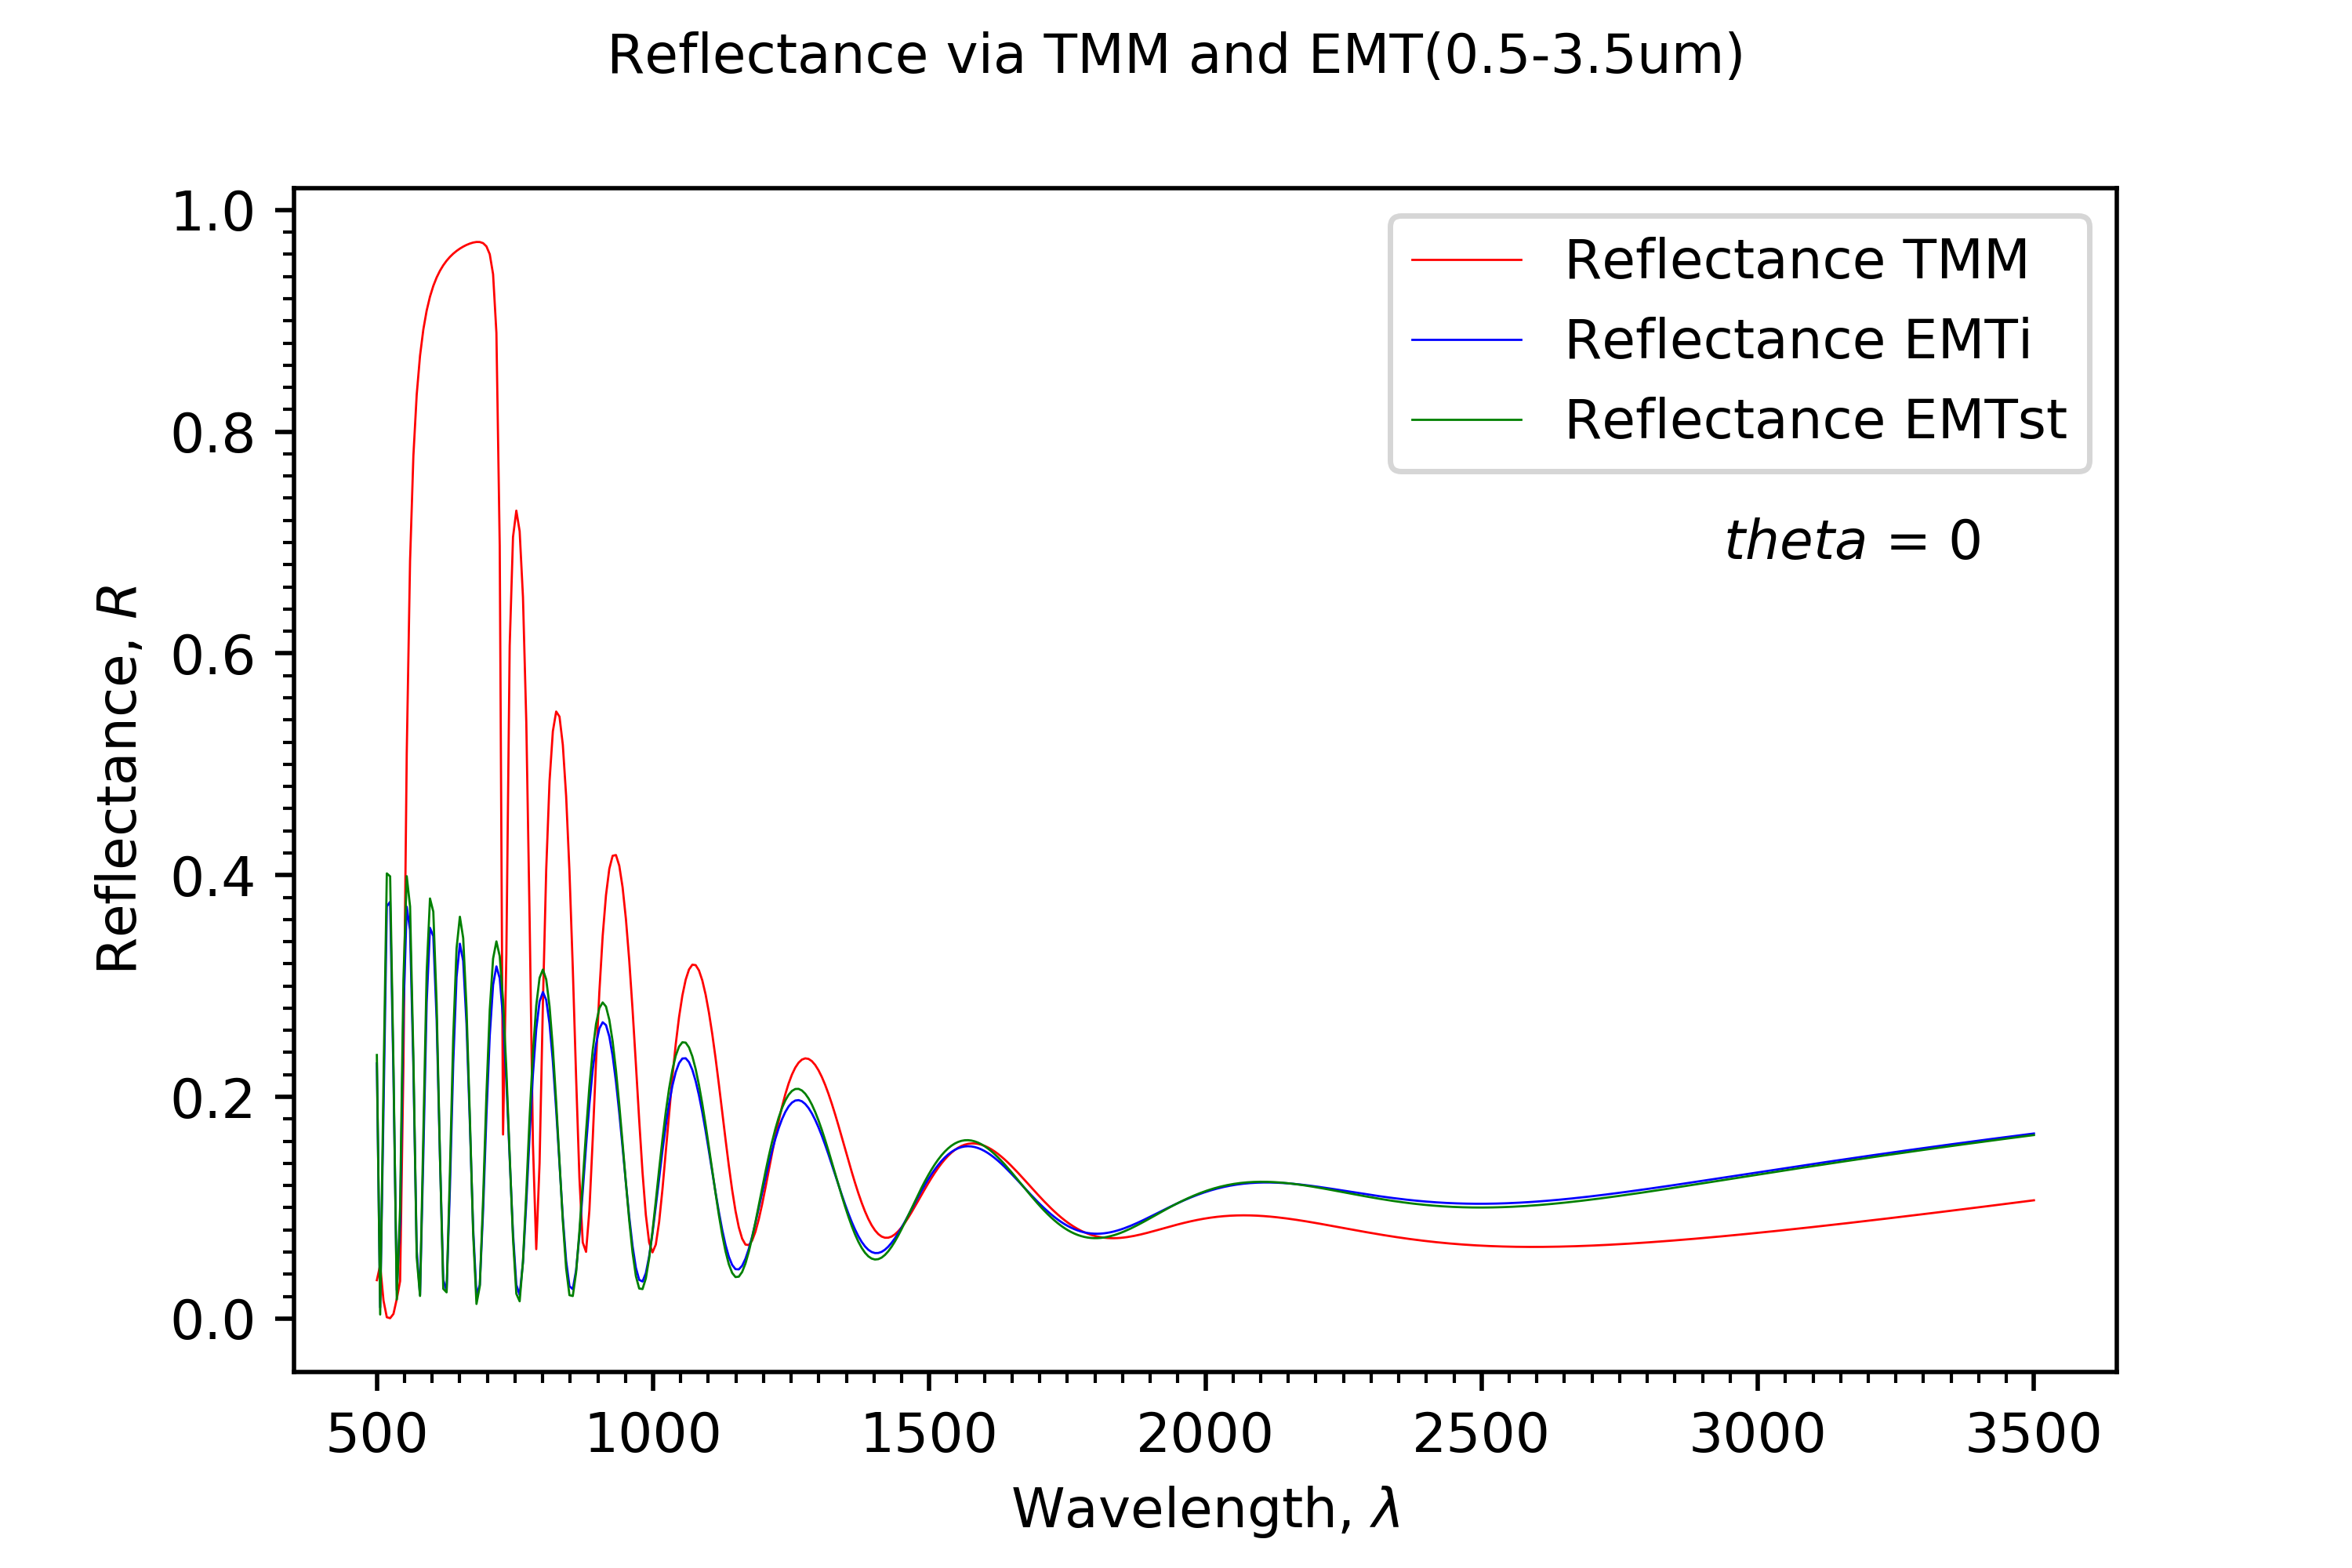 Reflectance via TMM and EMT(0.5-3.5um)
1.0
0.8
0.6
0.4
0.2
0.0
Reflectance, R
Reflectance TMM
Reflectance EMTi
Reflectance EMTst
theta = 0
500 1000 1500 2000 2500 3000 3500
Wavelength, λ